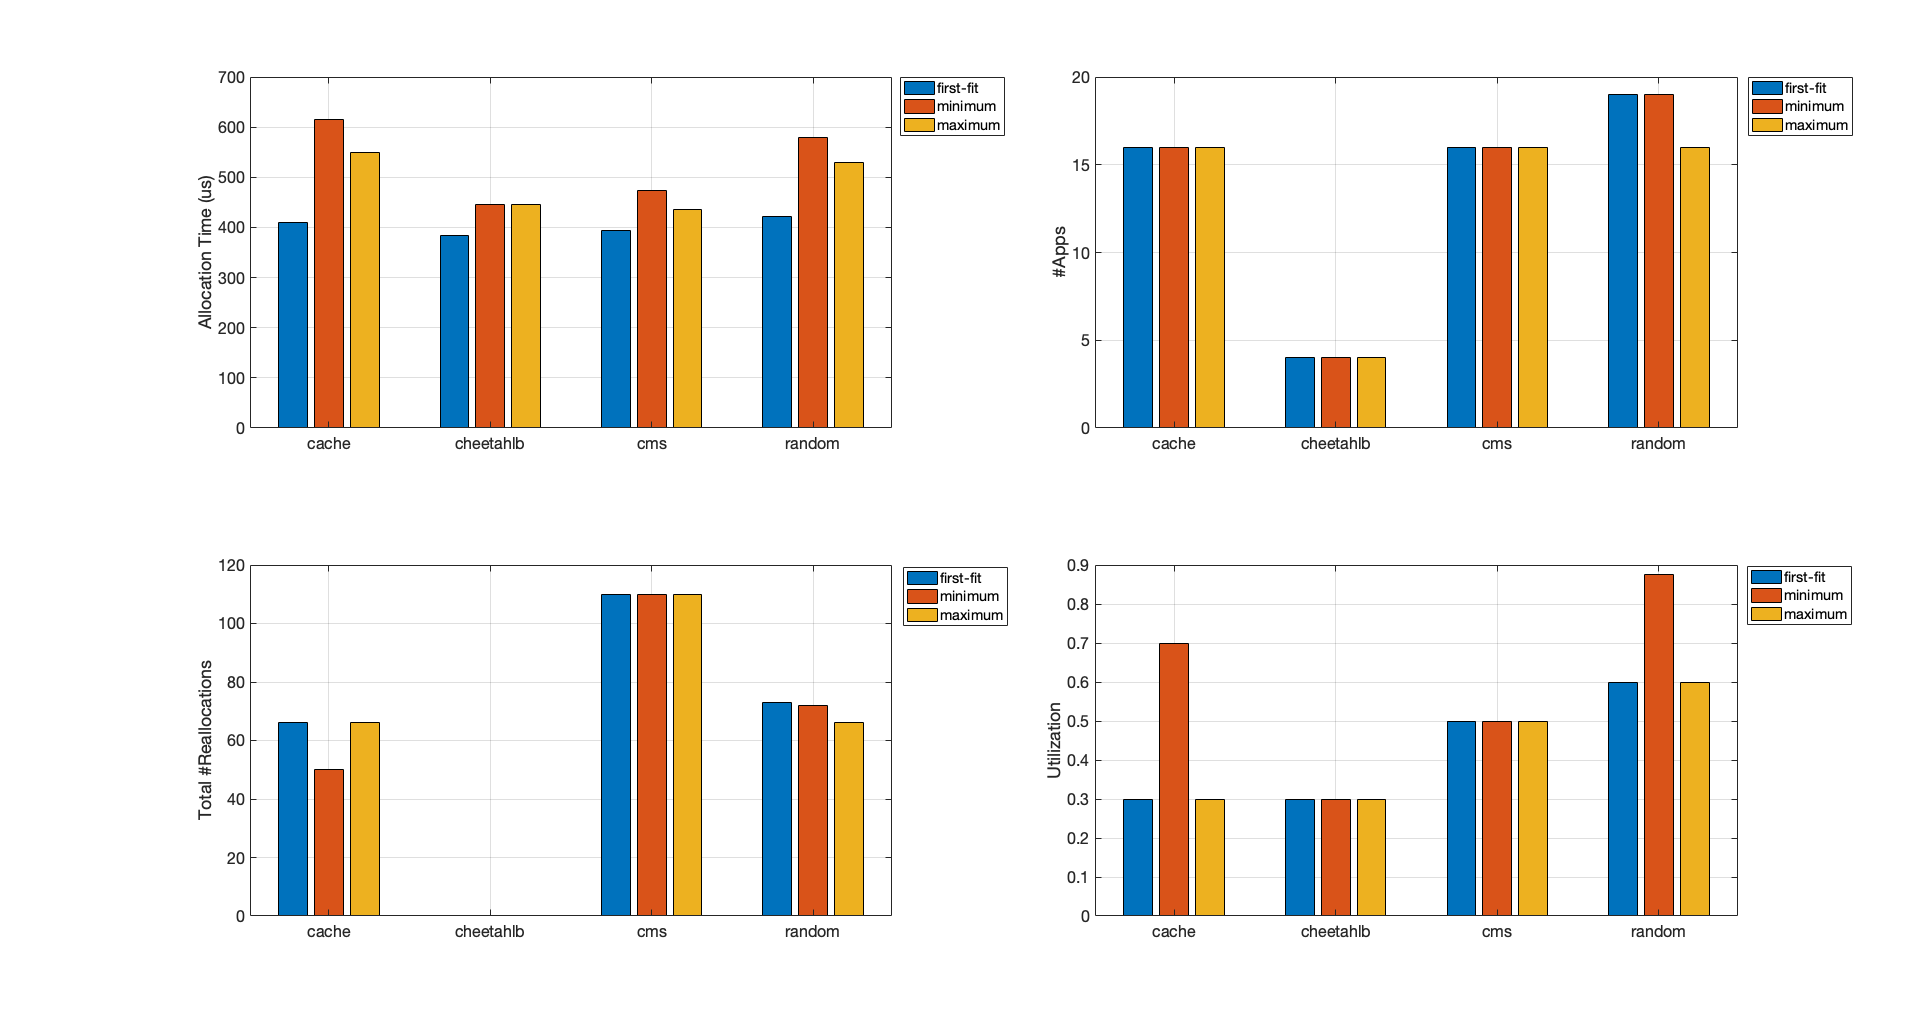 Allocation Time (us)
700
600
500
400
300
200
100
0
cache cheetahlb cms random
first-fit
minimum
maximum
#Apps
20
15
10
5
0
cache cheetahlb cms random
first-fit
minimum
maximum
Total #Reallocations
120
100
80
60
40
20
0
cache cheetahlb cms random
first-fit
minimum
maximum
Utilization
0.9
0.8
0.7
0.6
0.5
0.4
0.3
0.2
0.1
0
cache cheetahlb cms random
first-fit
minimum
maximum